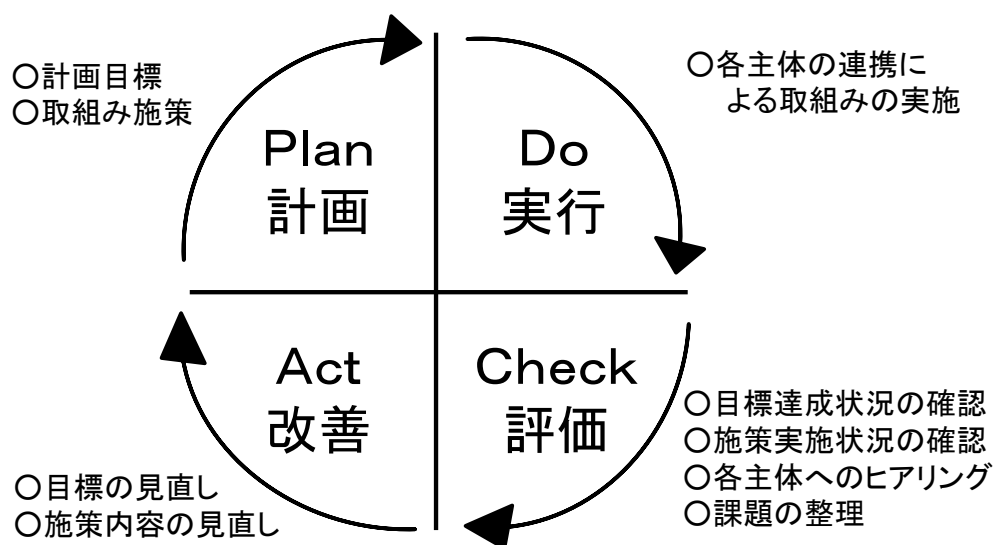 ○計画目標
○取組み施策
Plan
計画
Do
実行
○各主体の連携に
よる取組みの実施
Act
改善
○目標の見直し
○施策内容の見直し
Check
評価
○目標達成状況の確認
○施策実施状況の確認
○各主体へのヒアリング
○課題の整理